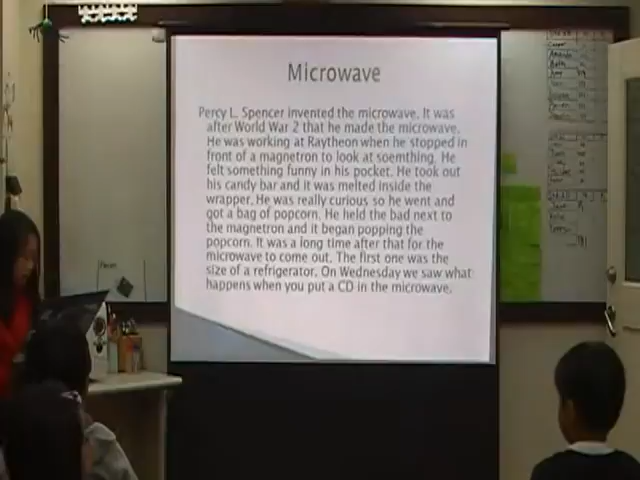 Microwave
Percy L. Spencer invented the microwave. It was
after World War 2 that he made the microwave.
He was working at Raytheon when he stopped in
front of a magnetron to look at soemthing. He
felt something funny in his pocket. He took out
his candy bar and it was melted inside the
wrapper. He was really curious so he went and
got a bag of popcorn. He held the bad next to
the magnetron and it began popping the
popcorn. It was a long time after that for the
microwave to come out. The first one was the
size of a refrigerator. On Wednesday we saw what
happens when you put a CD in the microwave.